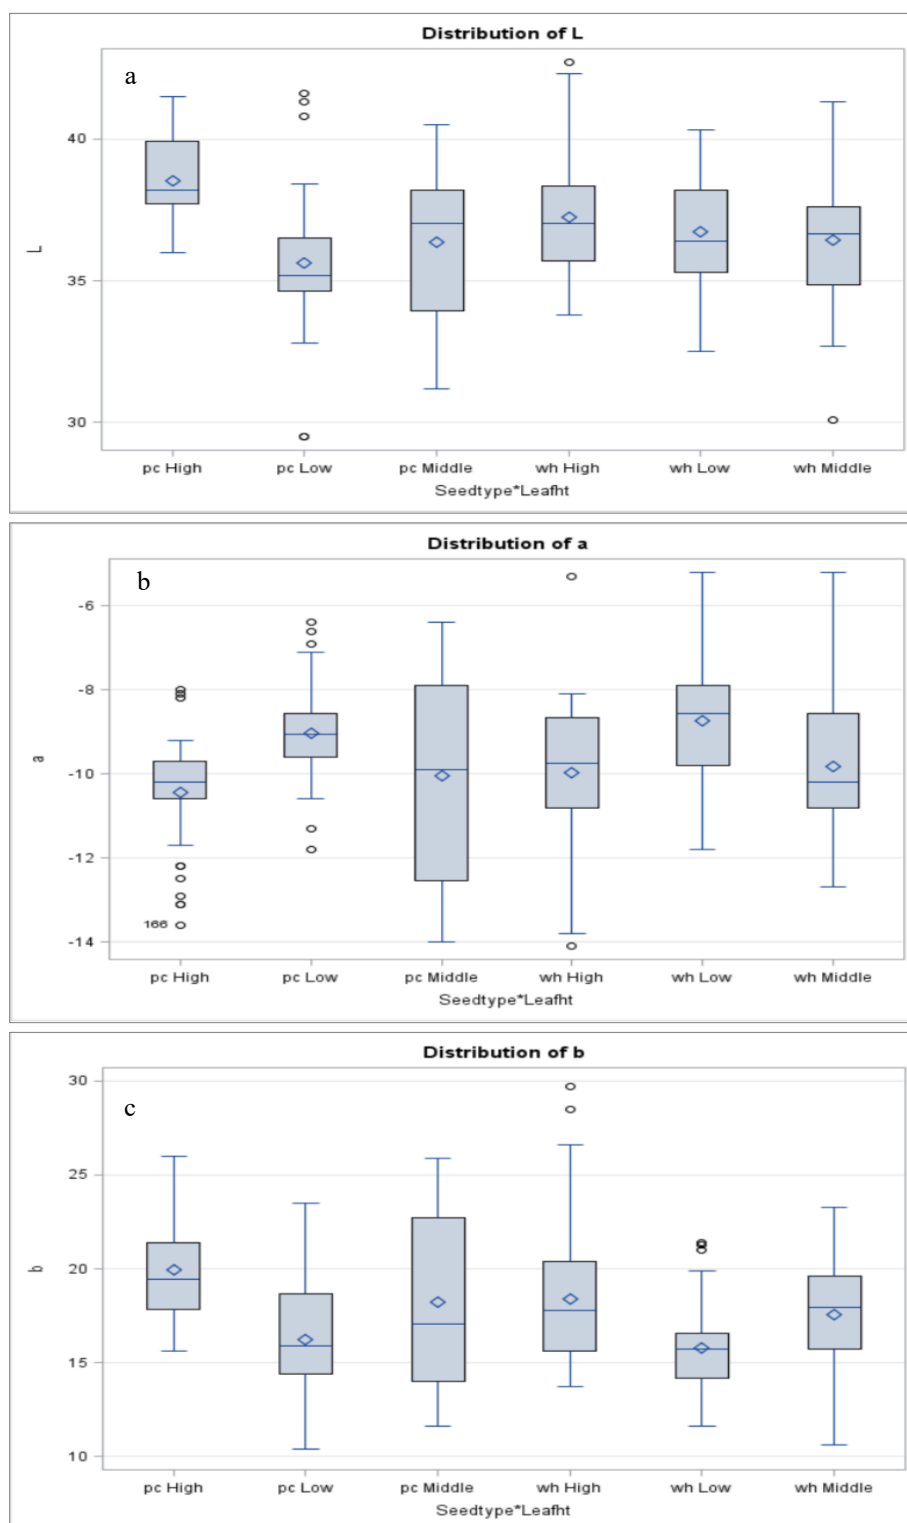 Distribution of L
a
40
35
30
L
pc High pc Low pc Middle wh High wh Low wh Middle
Seedtype*Leafht
Distribution of a
b
-6
-8
-10
-12
-14
a
166
pc High pc Low pc Middle wh High wh Low wh Middle
Seedtype*Leafht
Distribution of b
c
30
25
20
15
10
b
pc High pc Low pc Middle wh High wh Low wh Middle
Seedtype*Leafht